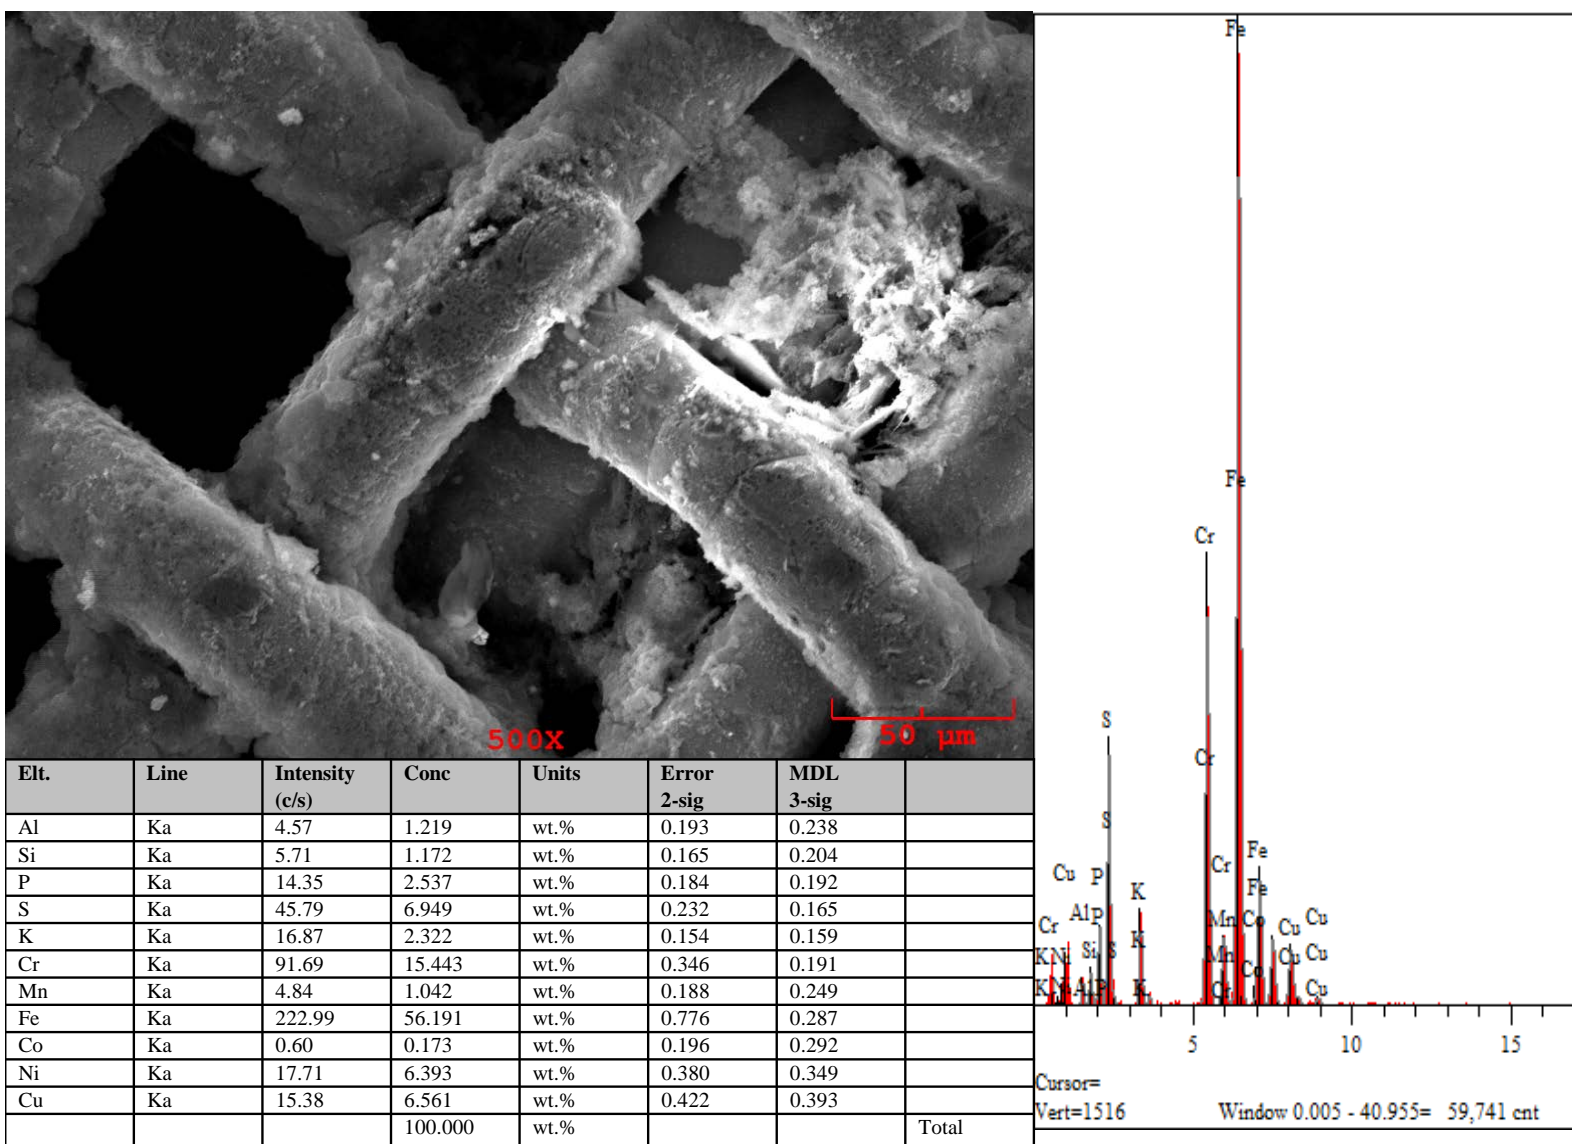 500X
50 µm
Elt. Line Intensity (c/s) Conc Units Error 2-sig MDL 3-sig
Al Ka 4.57 1.219 wt.% 0.193 0.238
Si Ka 5.71 1.172 wt.% 0.165 0.204
P Ka 14.35 2.537 wt.% 0.184 0.192
S Ka 45.79 6.949 wt.% 0.232 0.165
K Ka 16.87 2.322 wt.% 0.154 0.159
Cr Ka 91.69 15.443 wt.% 0.346 0.191
Mn Ka 4.84 1.042 wt.% 0.188 0.249
Fe Ka 222.99 56.191 wt.% 0.776 0.287
Co Ka 0.60 0.173 wt.% 0.196 0.292
Ni Ka 17.71 6.393 wt.% 0.380 0.349
Cu Ka 15.38 6.561 wt.% 0.422 0.393
100.000 wt.% Total
Fe
Fe
Cr
S
Cr
S
Cr Fe
Cu P K Fe
Al P Mn Co Cu Cu
Cr K
Si S Mn Cu Cu
K Co
K Al P K Cr Cu
5 10 15
Cursor=
Vert=1516 Window 0.005 - 40.955= 59,741 cnt